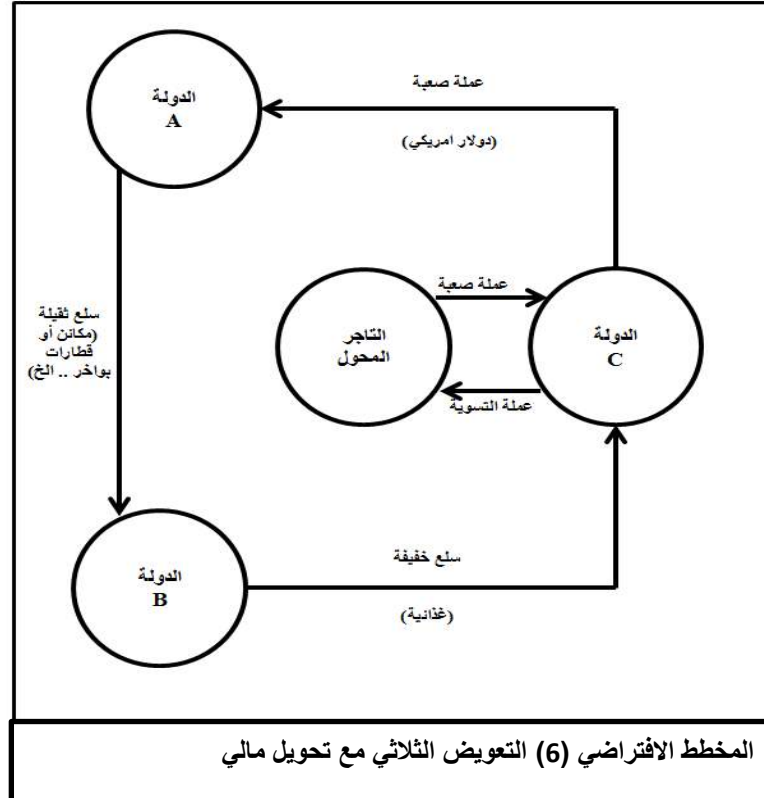 عملة صعبة
(دولار امريكي)
الدولة
A
سلع ثقيلة
(مكائن أو
قطارات
بواخر .. الخ)
عملة صعبة
التاجر
المحول
الدولة
C
عملة التسوية
الدولة
B
سلع خفيفة
(غذائية)
المخطط الافتراضي (6) التعويض الثلاثي مع تحويل مالي